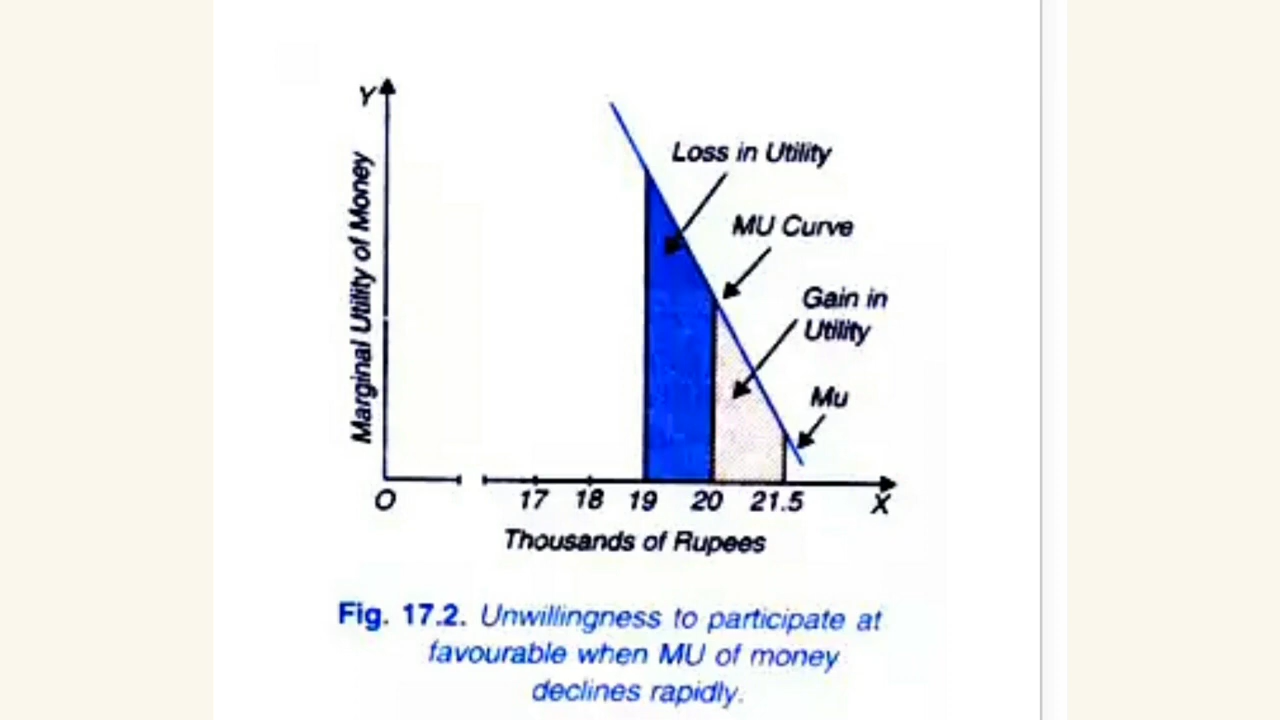 Y
Marginal Utility of Money
Loss in Utility
MU Curve
Gain in
Utility
Mu
O
17 18 19 20 21.5 X
Thousands of Rupees
Fig. 17.2. Unwillingness to participate at
favourable when MU of money
declines rapidly.